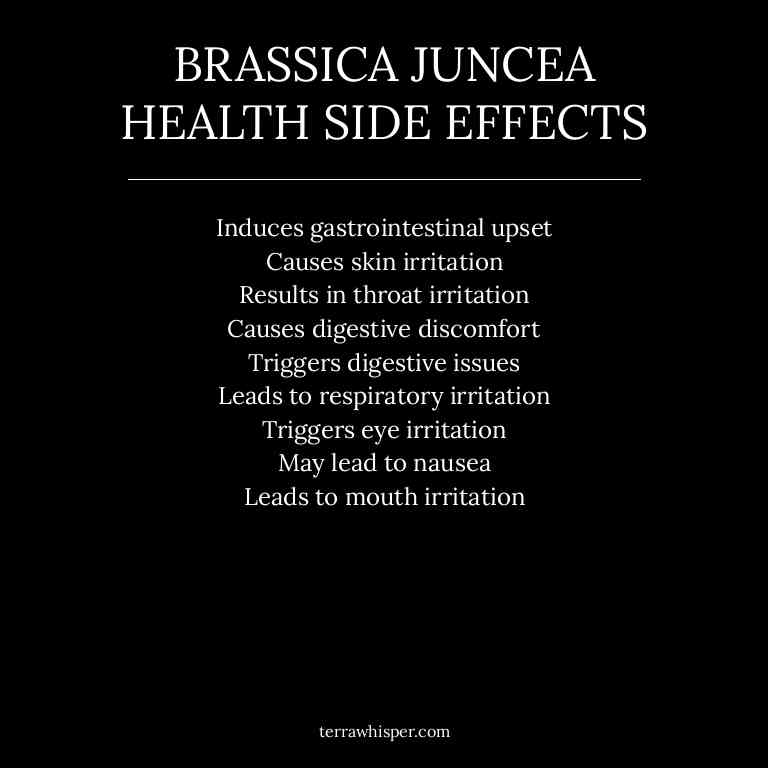 BRASSICA JUNCEA
HEALTH SIDE EFFECTS
Induces gastrointestinal upset
Causes skin irritation
Results in throat irritation
Causes digestive discomfort
Triggers digestive issues
Leads to respiratory irritation
Triggers eye irritation
May lead to nausea
Leads to mouth irritation
terrawhisper.com